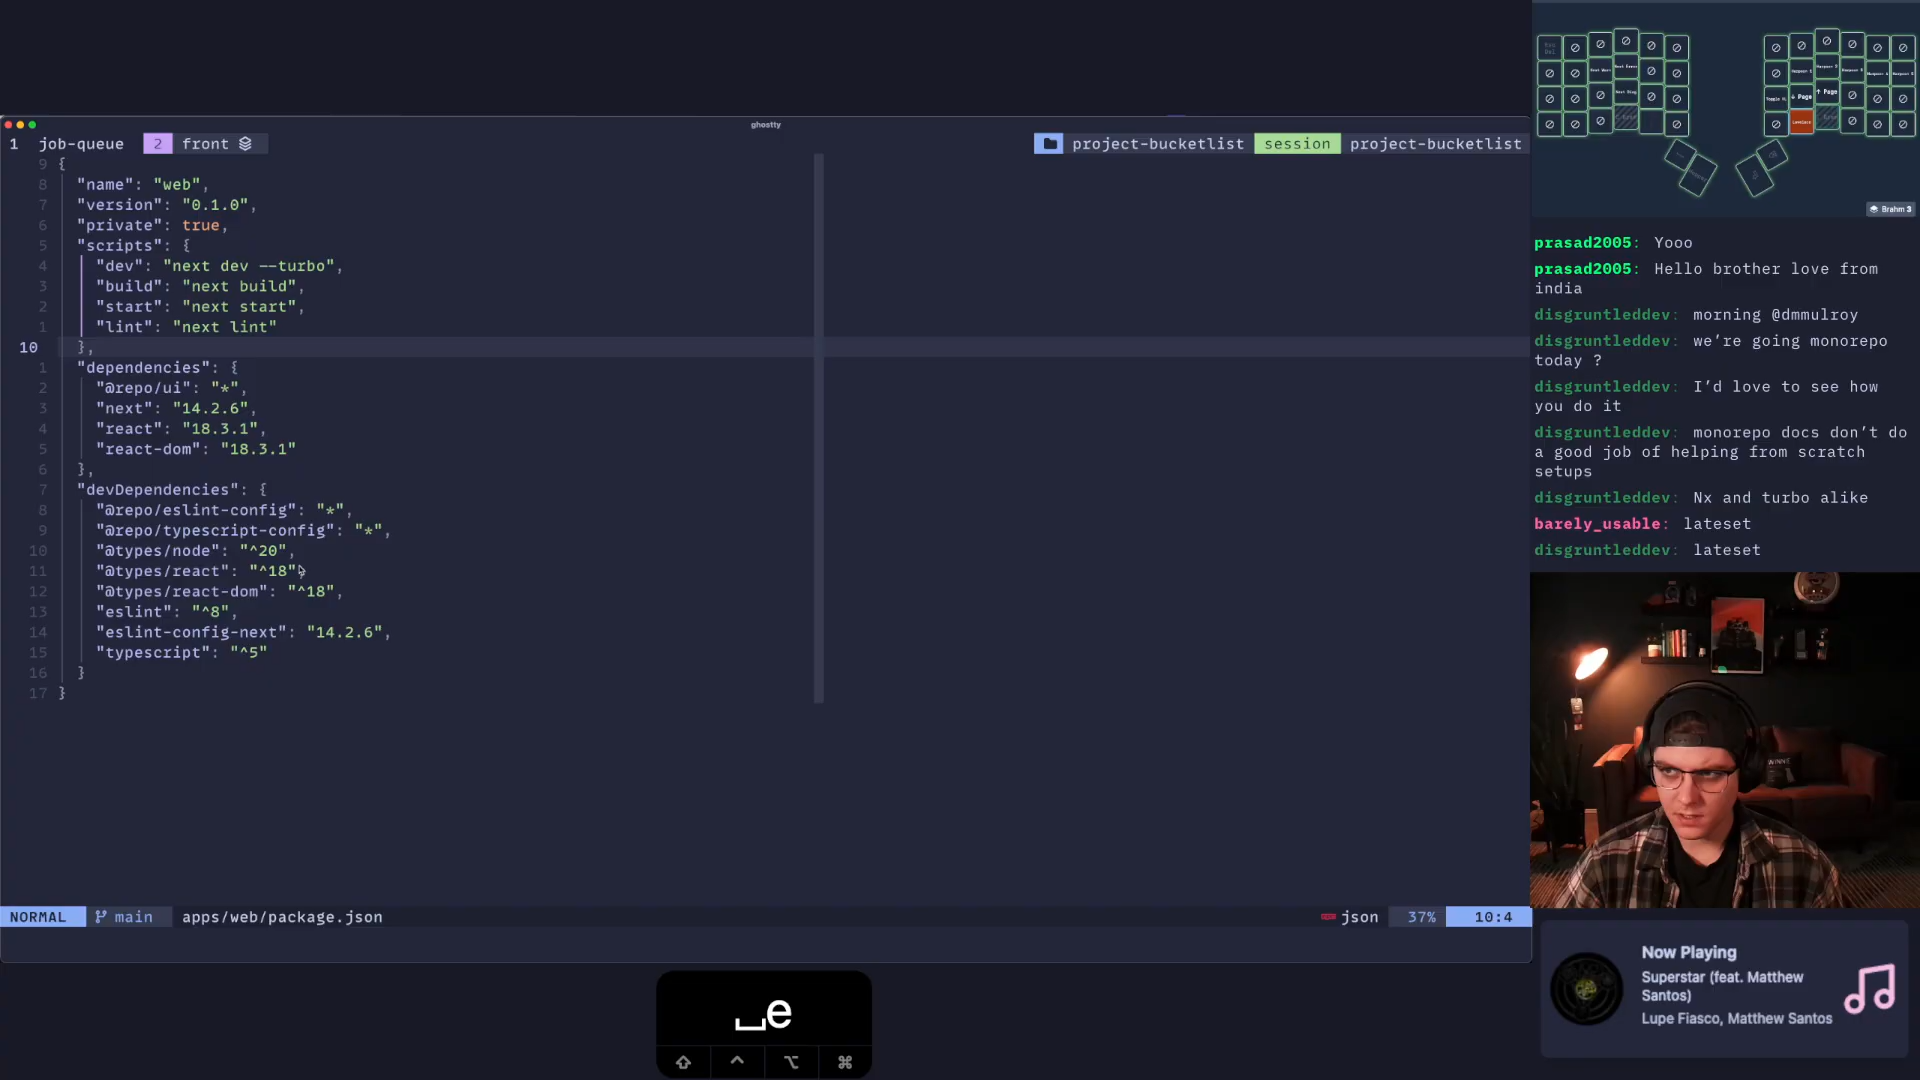 ghostty
1 job-queue 2 front project-bucketlist session project-bucketlist
9 {
8 "name": "web",
7 "version": "0.1.0",
6 "private": true,
5 "scripts": {
4 "dev": "next dev --turbo",
3 "build": "next build",
2 "start": "next start",
1 "lint": "next lint"
10 },
1 "dependencies": {
2 "@repo/ui": "*",
3 "next": "14.2.6",
4 "react": "18.3.1",
5 "react-dom": "18.3.1"
6 },
7 "devDependencies": {
8 "@repo/eslint-config": "*",
9 "@repo/typescript-config": "*",
10 "@types/node": "^20",
11 "@types/react": "^18",
12 "@types/react-dom": "^18",
13 "eslint": "^8",
14 "eslint-config-next": "14.2.6",
15 "typescript": "^5"
16 }
17 }
NORMAL main apps/web/package.json json 37% 10:4
␣e
Brahm 3
prasad2005: Yooo
prasad2005: Hello brother love from
india
disgruntleddev: morning @dmmulroy
disgruntleddev: we're going monorepo
today ?
disgruntleddev: I'd love to see how
you do it
disgruntleddev: monorepo docs don't do
a good job of helping from scratch
setups
disgruntleddev: Nx and turbo alike
barely_usable: lateset
disgruntleddev: lateset
Now Playing
Superstar (feat. Matthew
Santos)
Lupe Fiasco, Matthew Santos